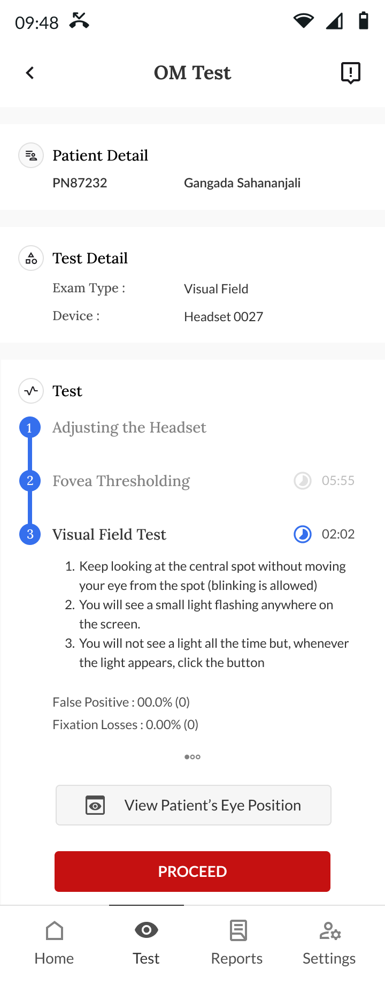 09:48
OM Test
Patient Detail
PN87232 Gangada Sahananjali
Test Detail
Exam Type : Visual Field
Device : Headset 0027
Test
1 Adjusting the Headset
2 Fovea Thresholding 05:55
3 Visual Field Test 02:02
1. Keep looking at the central spot without moving
your eye from the spot (blinking is allowed)
2. You will see a small light flashing anywhere on
the screen.
3. You will not see a light all the time but, whenever
the light appears, click the button
False Positive : 00.0% (0)
Fixation Losses : 0.00% (0)
View Patient’s Eye Position
PROCEED
Home Test Reports Settings